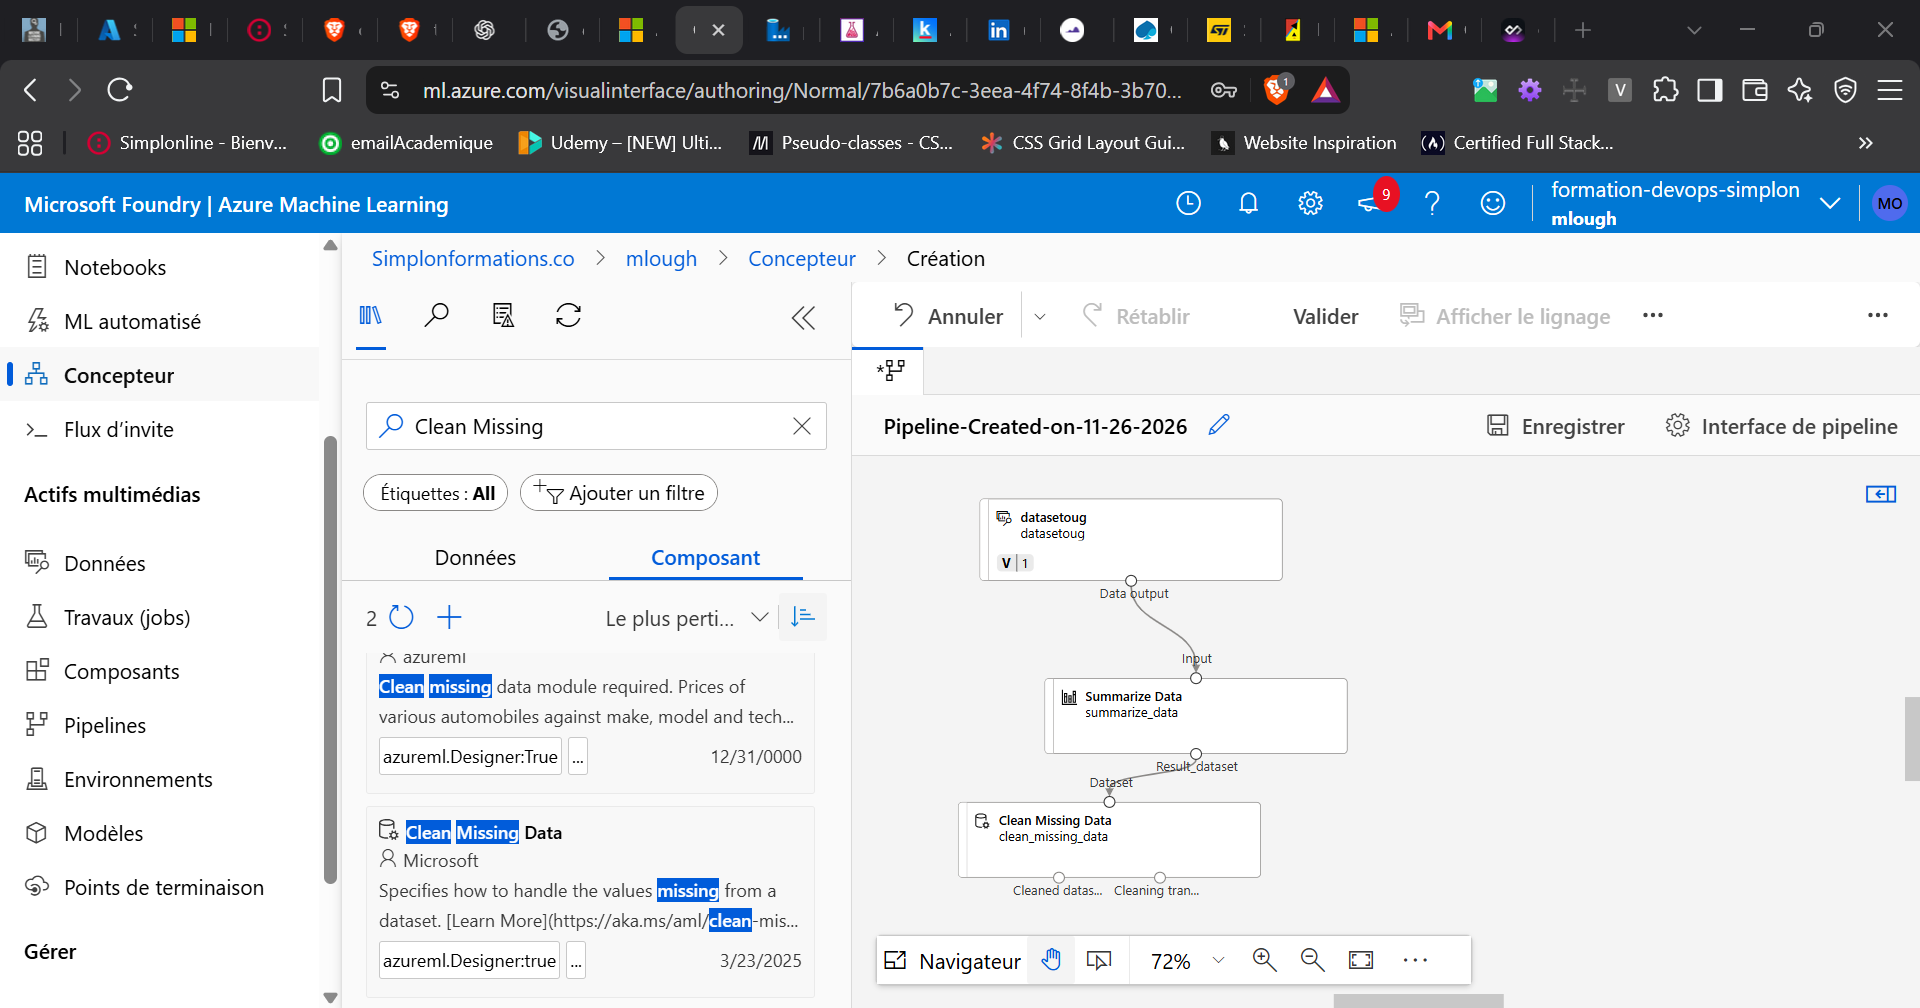 ml.azure.com/visualinterface/authoring/Normal/7b6a0b7c-3eea-4f74-8f4b-3b70...
1
V
Simplonline - Bienv...
emailAcademique
Udemy – [NEW] Ulti...
Pseudo-classes - CS...
CSS Grid Layout Gui...
Website Inspiration
Certified Full Stack...
Microsoft Foundry | Azure Machine Learning
9
formation-devops-simplon
mlough
MO
Notebooks
ML automatisé
Concepteur
Flux d’invite
Actifs multimédias
Données
Travaux (jobs)
Composants
Pipelines
Environnements
Modèles
Points de terminaison
Gérer
Simplonformations.co > mlough > Concepteur > Création
Clean Missing
Étiquettes : All
Ajouter un filtre
Données
Composant
2
Le plus perti...
azureml
Clean missing data module required. Prices of
various automobiles against make, model and tech...
azureml.Designer:True
...
12/31/0000
Clean Missing Data
Microsoft
Specifies how to handle the values missing from a
dataset. [Learn More](https://aka.ms/aml/clean-mis...
azureml.Designer:true
...
3/23/2025
Annuler
Rétablir
Valider
Afficher le lignage
Pipeline-Created-on-11-26-2026
Enregistrer
Interface de pipeline
datasetoug
datasetoug
V 1
Data output
Input
Summarize Data
summarize_data
Result_dataset
Dataset
Clean Missing Data
clean_missing_data
Cleaned datas...
Cleaning tran...
Navigateur
72%